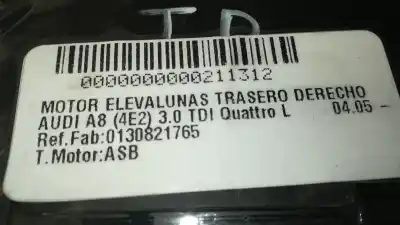 T D
0000000000211312
MOTOR ELEVALUNAS TRASERO DERECHO
AUDI A8 (4E2) 3.0 TDI Quattro L 04.05 -
Ref.Fab:0130821765
T.Motor:ASB